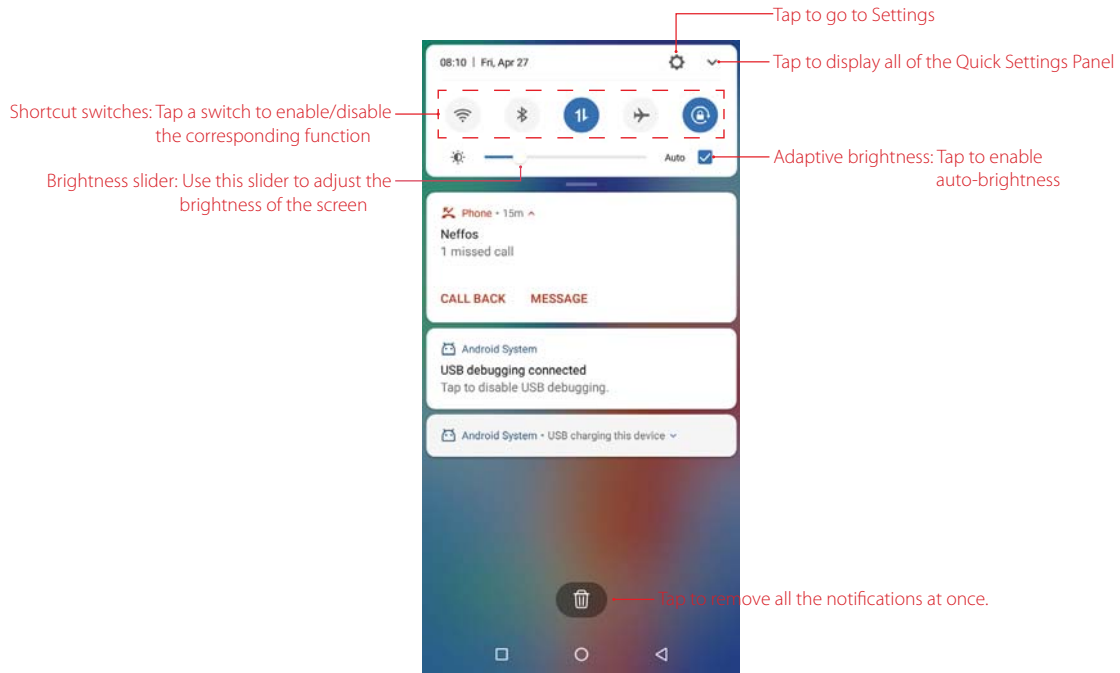 Tap to go to Settings
08:10 | Fri, Apr 27
Tap to display all of the Quick Settings Panel
Shortcut switches: Tap a switch to enable/disable
the corresponding function
Auto
Adaptive brightness: Tap to enable
auto-brightness
Brightness slider: Use this slider to adjust the
brightness of the screen
Phone • 15m
Neffos
1 missed call
CALL BACK MESSAGE
Android System
USB debugging connected
Tap to disable USB debugging.
Android System • USB charging this device
Tap to remove all the notifications at once.